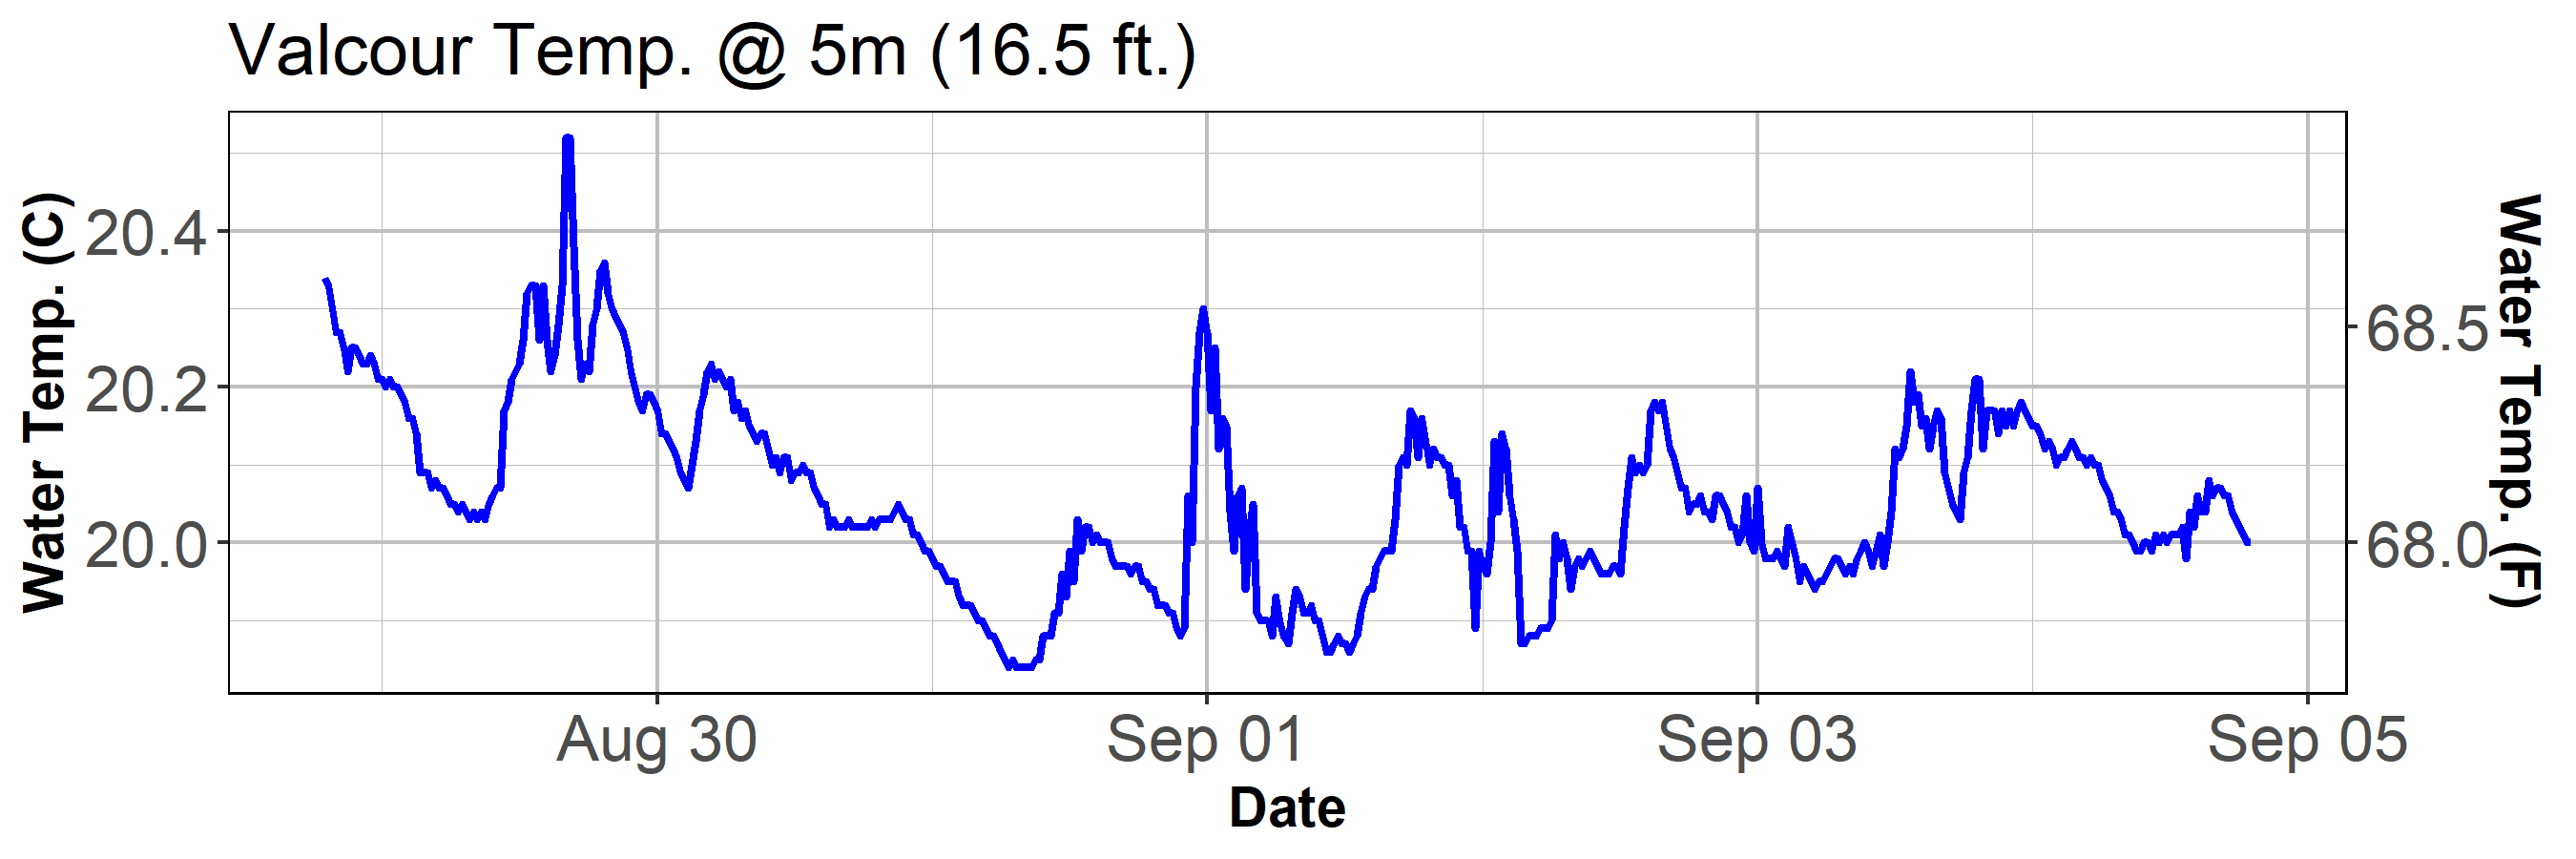 Valcour Temp. @ 5m (16.5 ft.)
Water Temp. (C)
20.4
20.2
20.0
68.5
68.0
Water Temp. (F)
Aug 30
Sep 01
Sep 03
Sep 05
Date